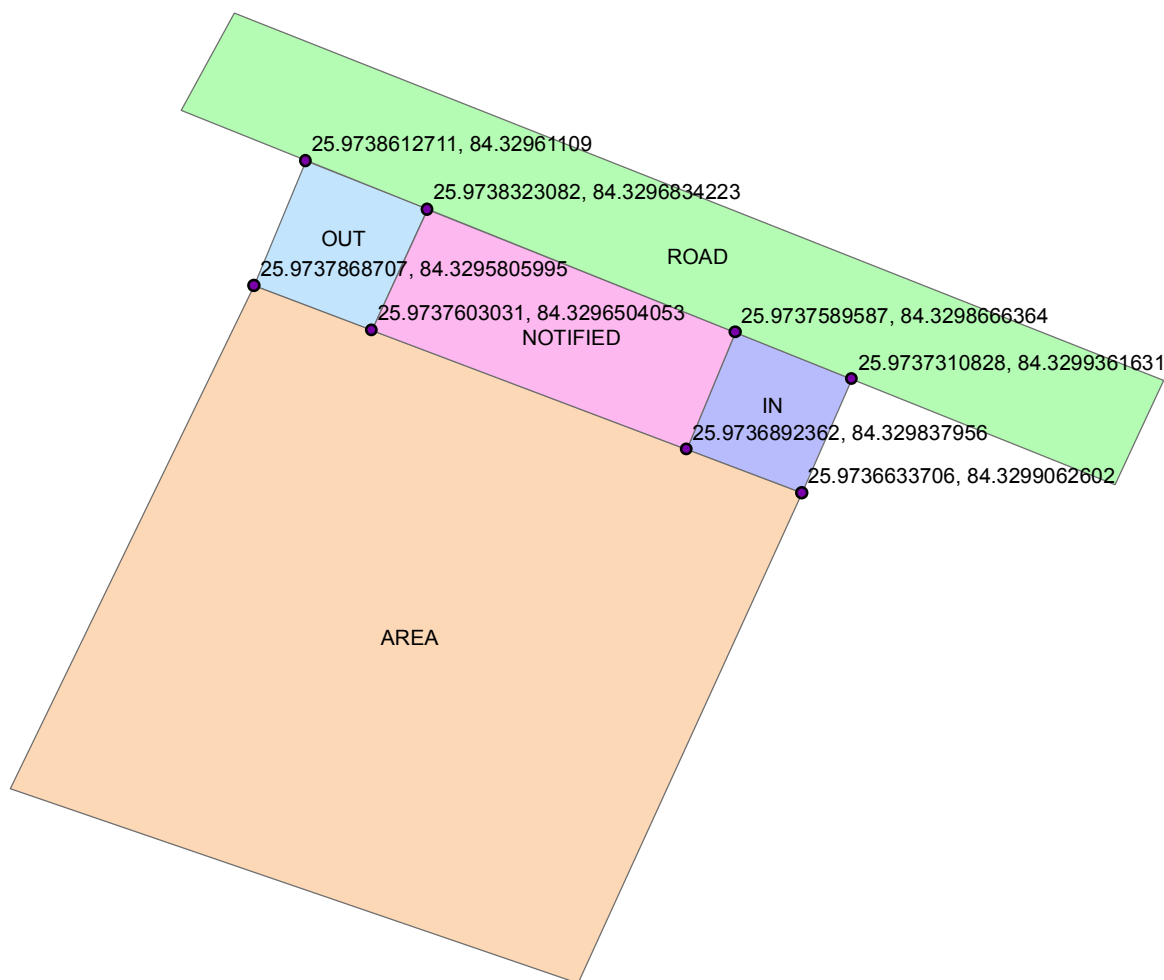 25.9738612711, 84.32961109
25.9738323082, 84.3296834223
OUT
ROAD
25.9737868707, 84.3295805995
25.9737603031, 84.3296504053
25.9737589587, 84.3298666364
NOTIFIED
25.9737310828, 84.3299361631
IN
25.9736892362, 84.329837956
25.9736633706, 84.3299062602
AREA